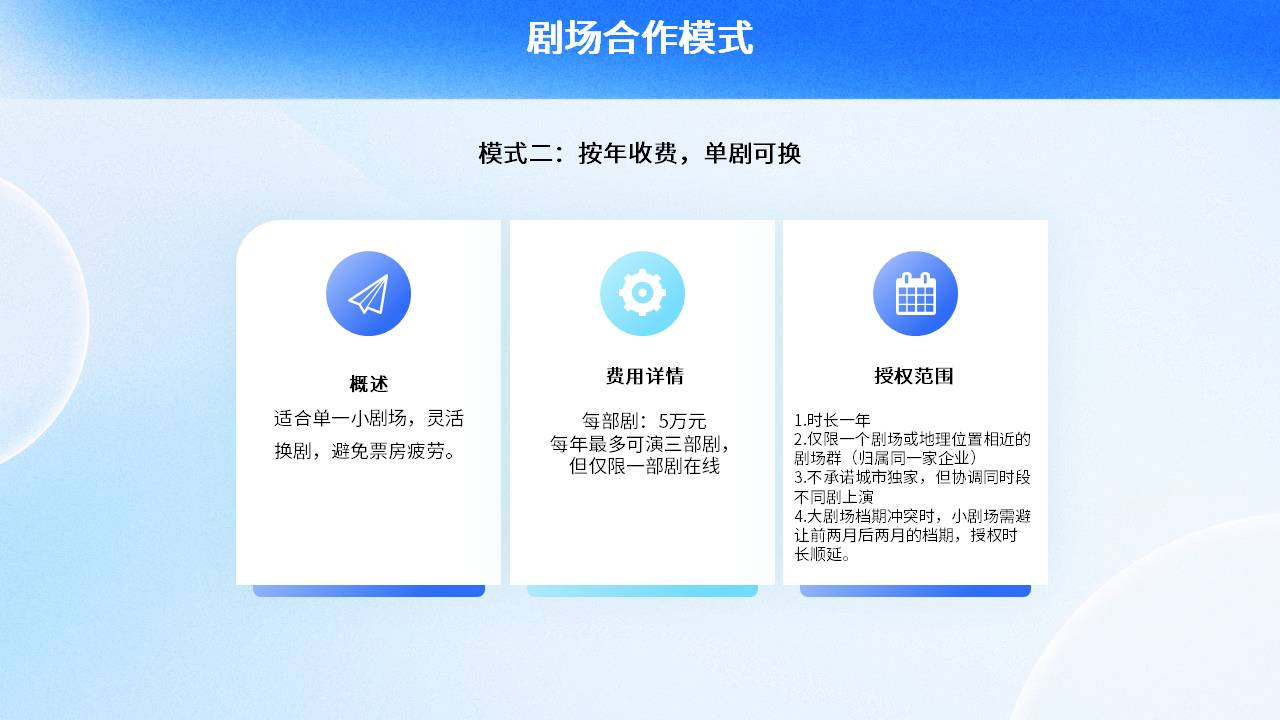 剧场合作模式
模式二：按年收费，单剧可换
概述
适合单一小剧场，灵活
换剧，避免票房疲劳。
费用详情
每部剧：5万元
每年最多可演三部剧，
但仅限一部剧在线
授权范围
1.时长一年
2.仅限一个剧场或地理位置相近的
剧场群（归属同一家企业）
3.不承诺城市独家，但协调同时段
不同剧上演
4.大剧场档期冲突时，小剧场需避
让前两月后两月的档期，授权时
长顺延。